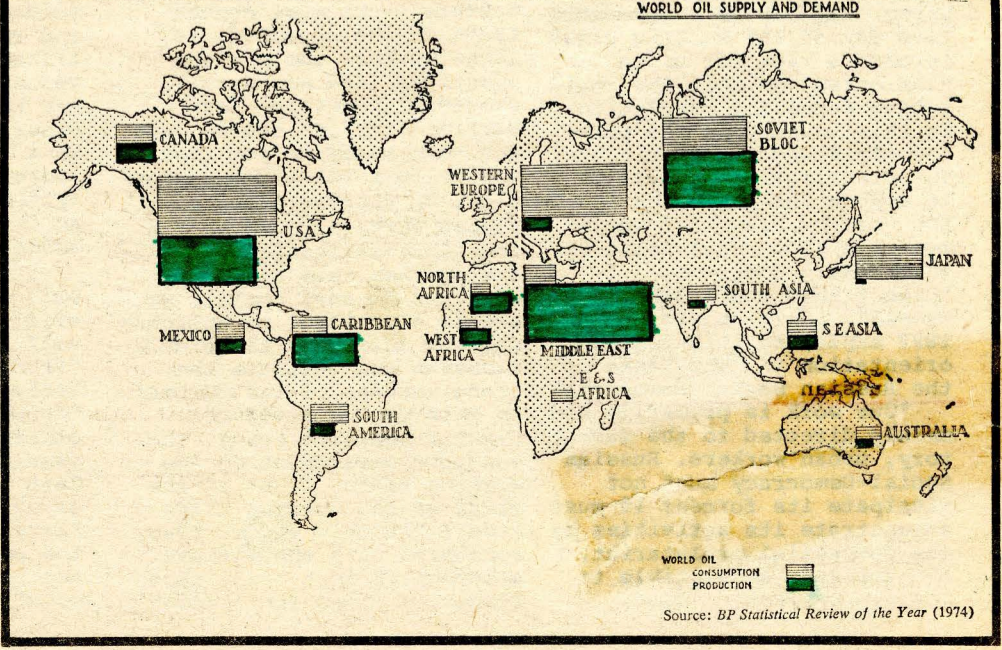 WORLD OIL SUPPLY AND DEMAND
CANADA
SOVIET
BLOC
WESTERN
EUROPE
USA
JAPAN
NORTH
AFRICA
SOUTH ASIA
MEXICO
CARIBBEAN
WEST
AFRICA
MIDDLE EAST
S E ASIA
E & S
AFRICA
SOUTH
AMERICA
AUSTRALIA
WORLD OIL
CONSUMPTION
PRODUCTION
Source: BP Statistical Review of the Year (1974)